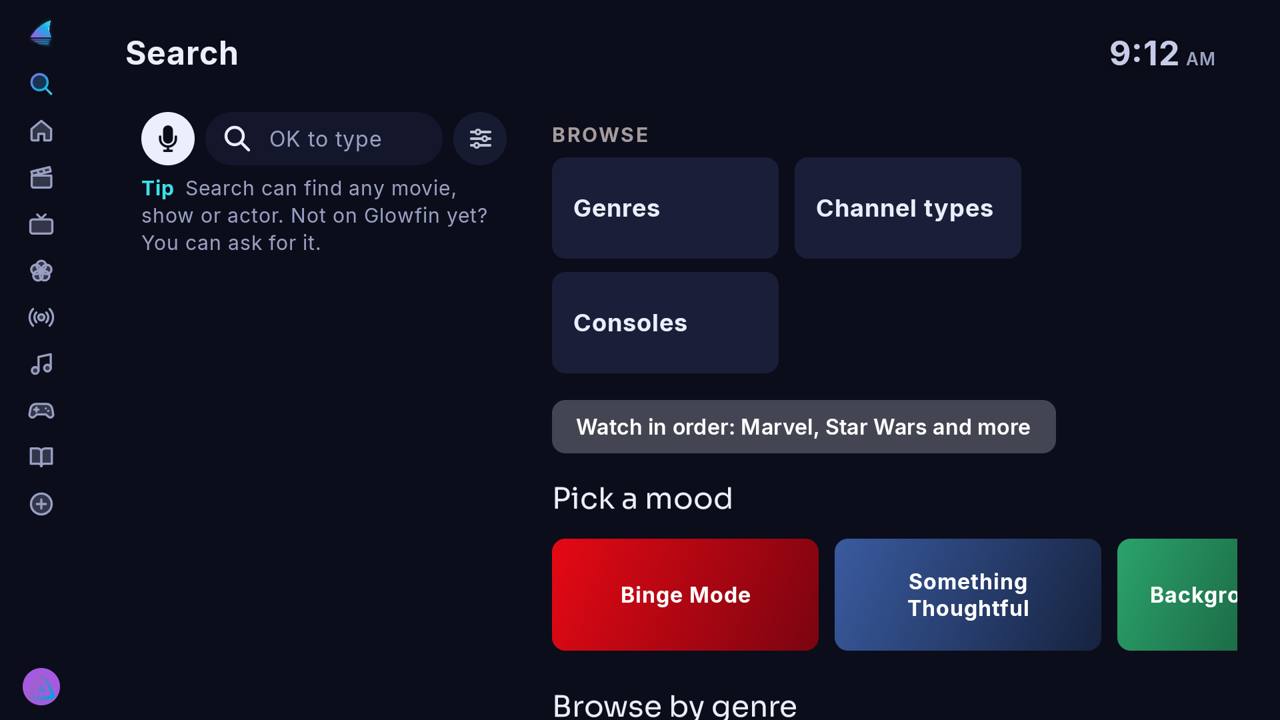 Search
9:12 AM
OK to type
Tip Search can find any movie,
show or actor. Not on Glowfin yet?
You can ask for it.
BROWSE
Genres
Channel types
Consoles
Watch in order: Marvel, Star Wars and more
Pick a mood
Binge Mode
Something
Thoughtful
Backgro
Browse by genre